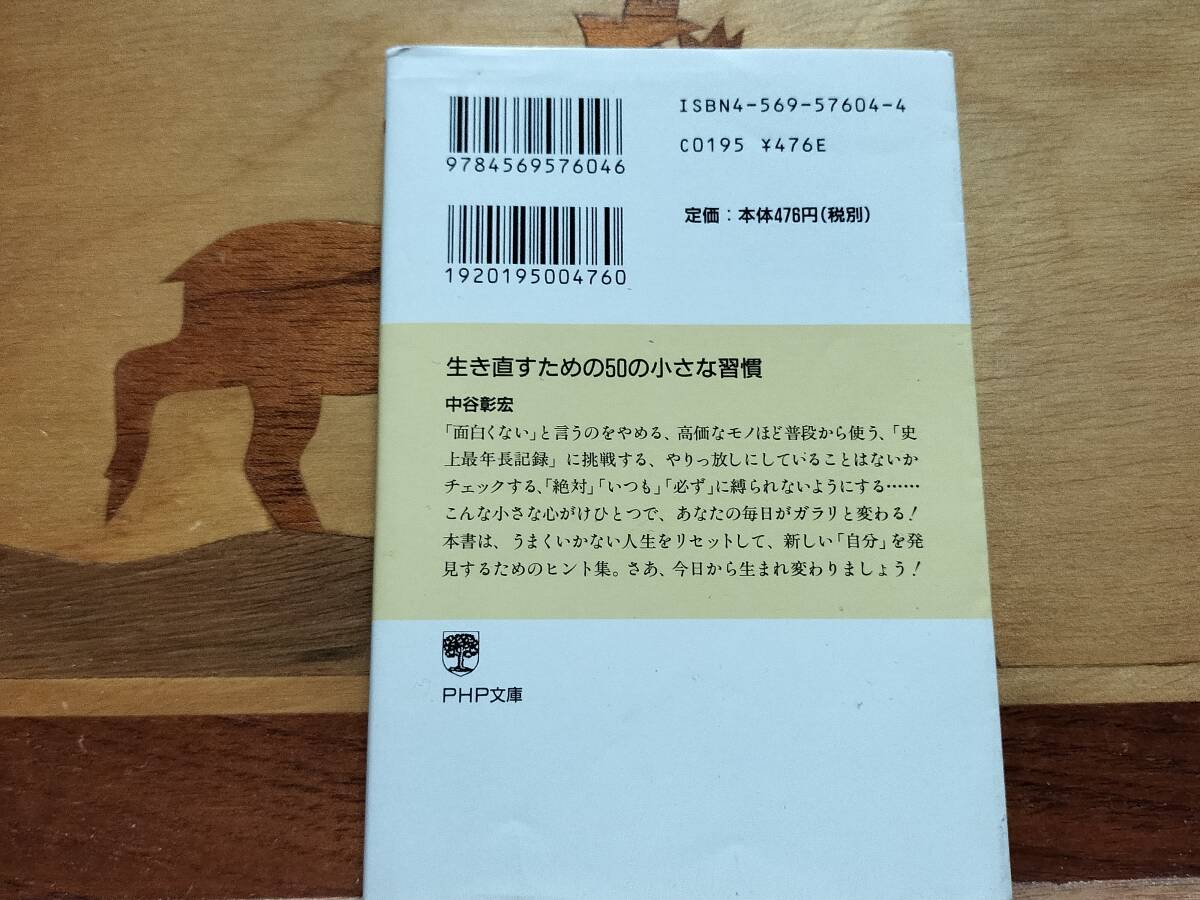 ISBN4-569-57604-4
9784569576046
C0195 ¥476E
1920195004760
定価：本体476円（税別）
生き直すための50の小さな習慣
中谷彰宏
「面白くない」と言うのをやめる、高価なモノほど普段から使う、「史
上最年長記録」に挑戦する、やりっ放しにしていることはないか
チェックする、「絶対」「いつも」「必ず」に縛られないようにする……
こんな小さな心がけひとつで、あなたの毎日がガラリと変わる！
本書は、うまくいかない人生をリセットして、新しい「自分」を発
見するためのヒント集。さあ、今日から生まれ変わりましょう！
PHP文庫